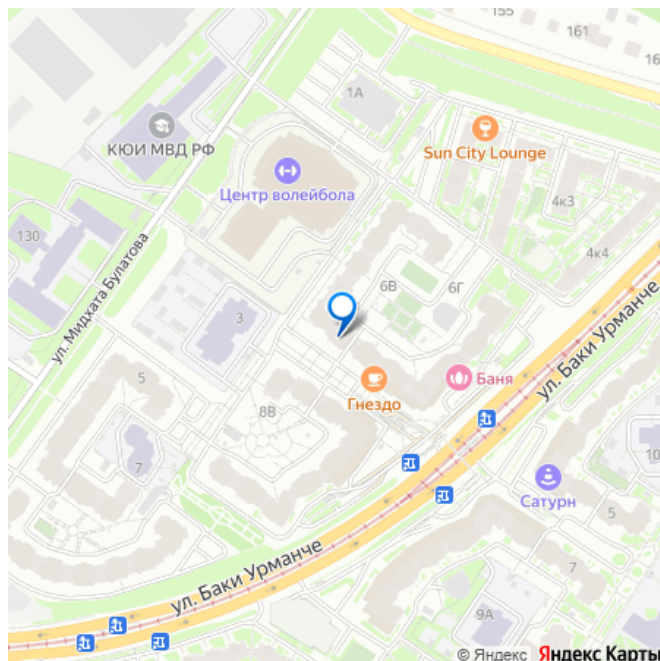 155
161
16
1А
КЮИ МВД РФ
Sun City Lounge
Центр волейбола
4к3
130
4к4
ул. Мидхата Булатова
6В
6Г
3
ул. Баки Урманче
5
Гнездо
Баня
8В
7
10
Сатурн
5
ул. Баки Урманче
7
9А
© Яндекс Яндекс Карты